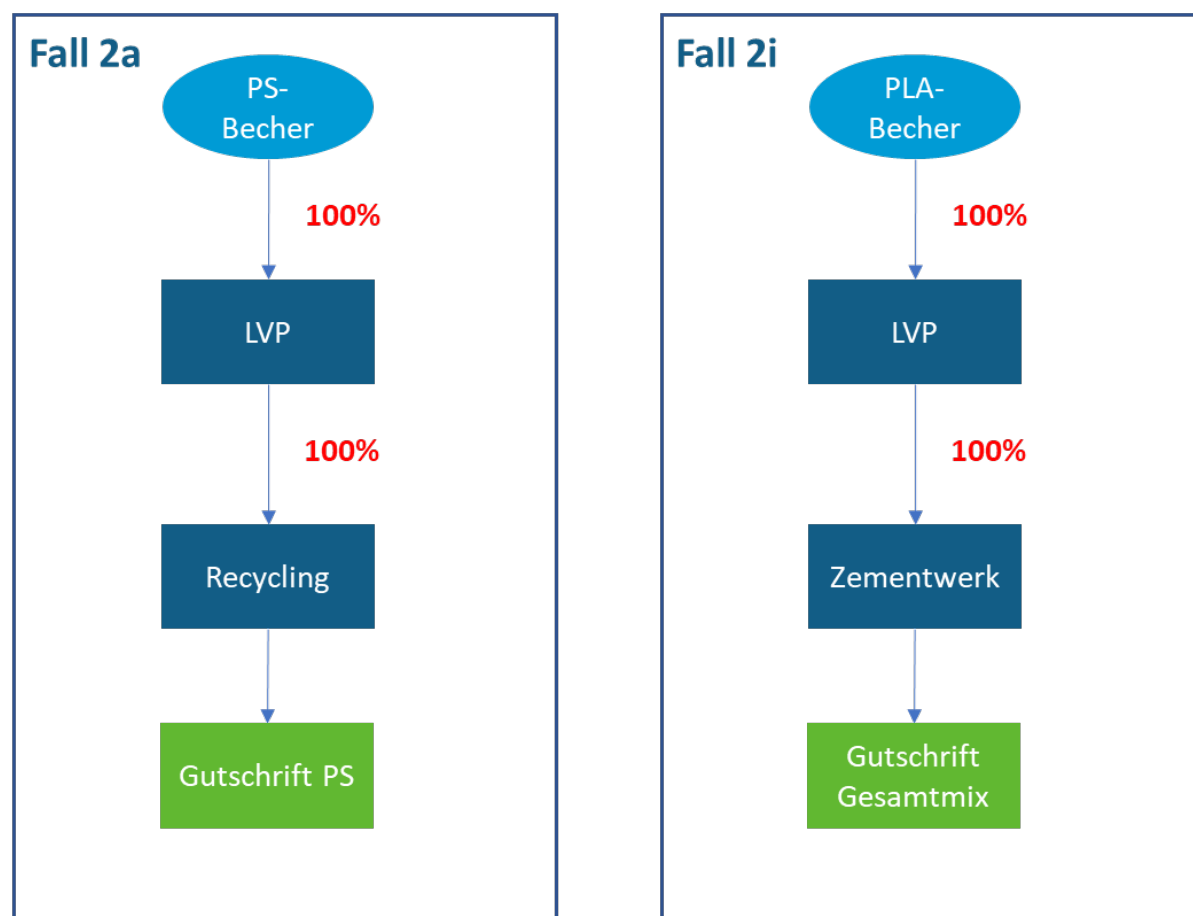 Fall 2a
PS-
Becher
100%
LVP
100%
Recycling
Gutschrift PS
Fall 2i
PLA-
Becher
100%
LVP
100%
Zementwerk
Gutschrift
Gesamtmix